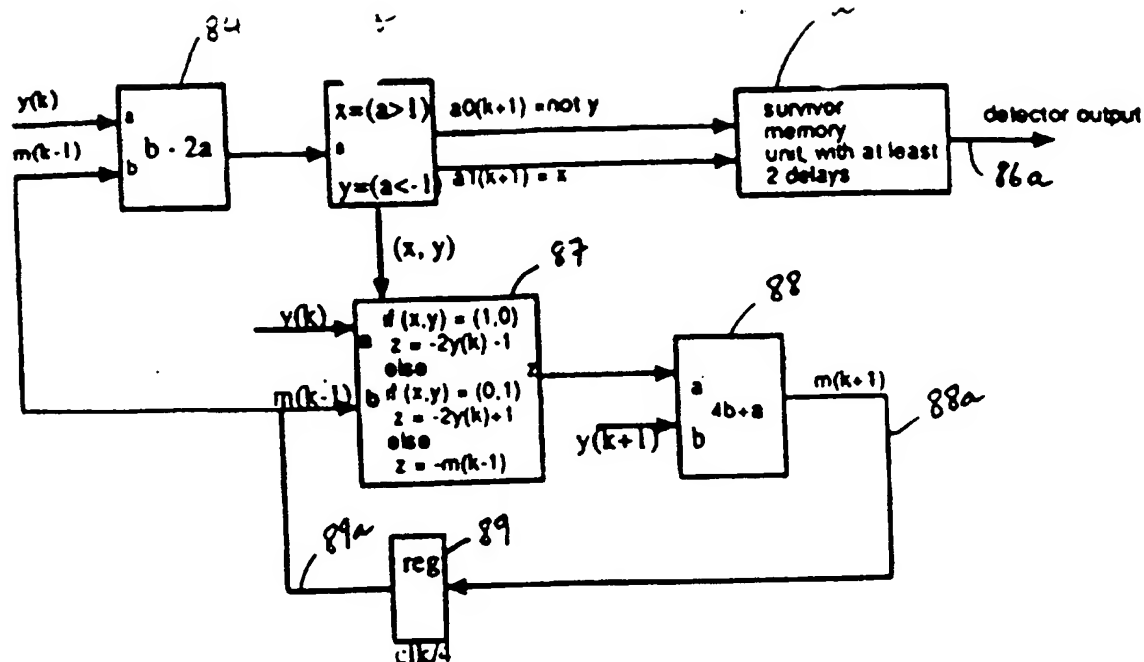 84
y(k)
a
m(k-1)
b
b - 2a
x=(a>1)
a
y=(a<-1)
a0(k+1) =not y
a1(k+1) = x
survivor
memory
unit, with at least
2 delays
detector output
86a
(x, y)
87
y(k)
a
m(k-1)
b
if (x,y) = (1,0)
z = -2y(k) -1
else
if (x,y) = (0,1)
z = -2y(k)+1
else
z = -m(k-1)
z
88
a
4b+a
b
y(k+1)
m(k+1)
88a
89a
89
reg
clk/4